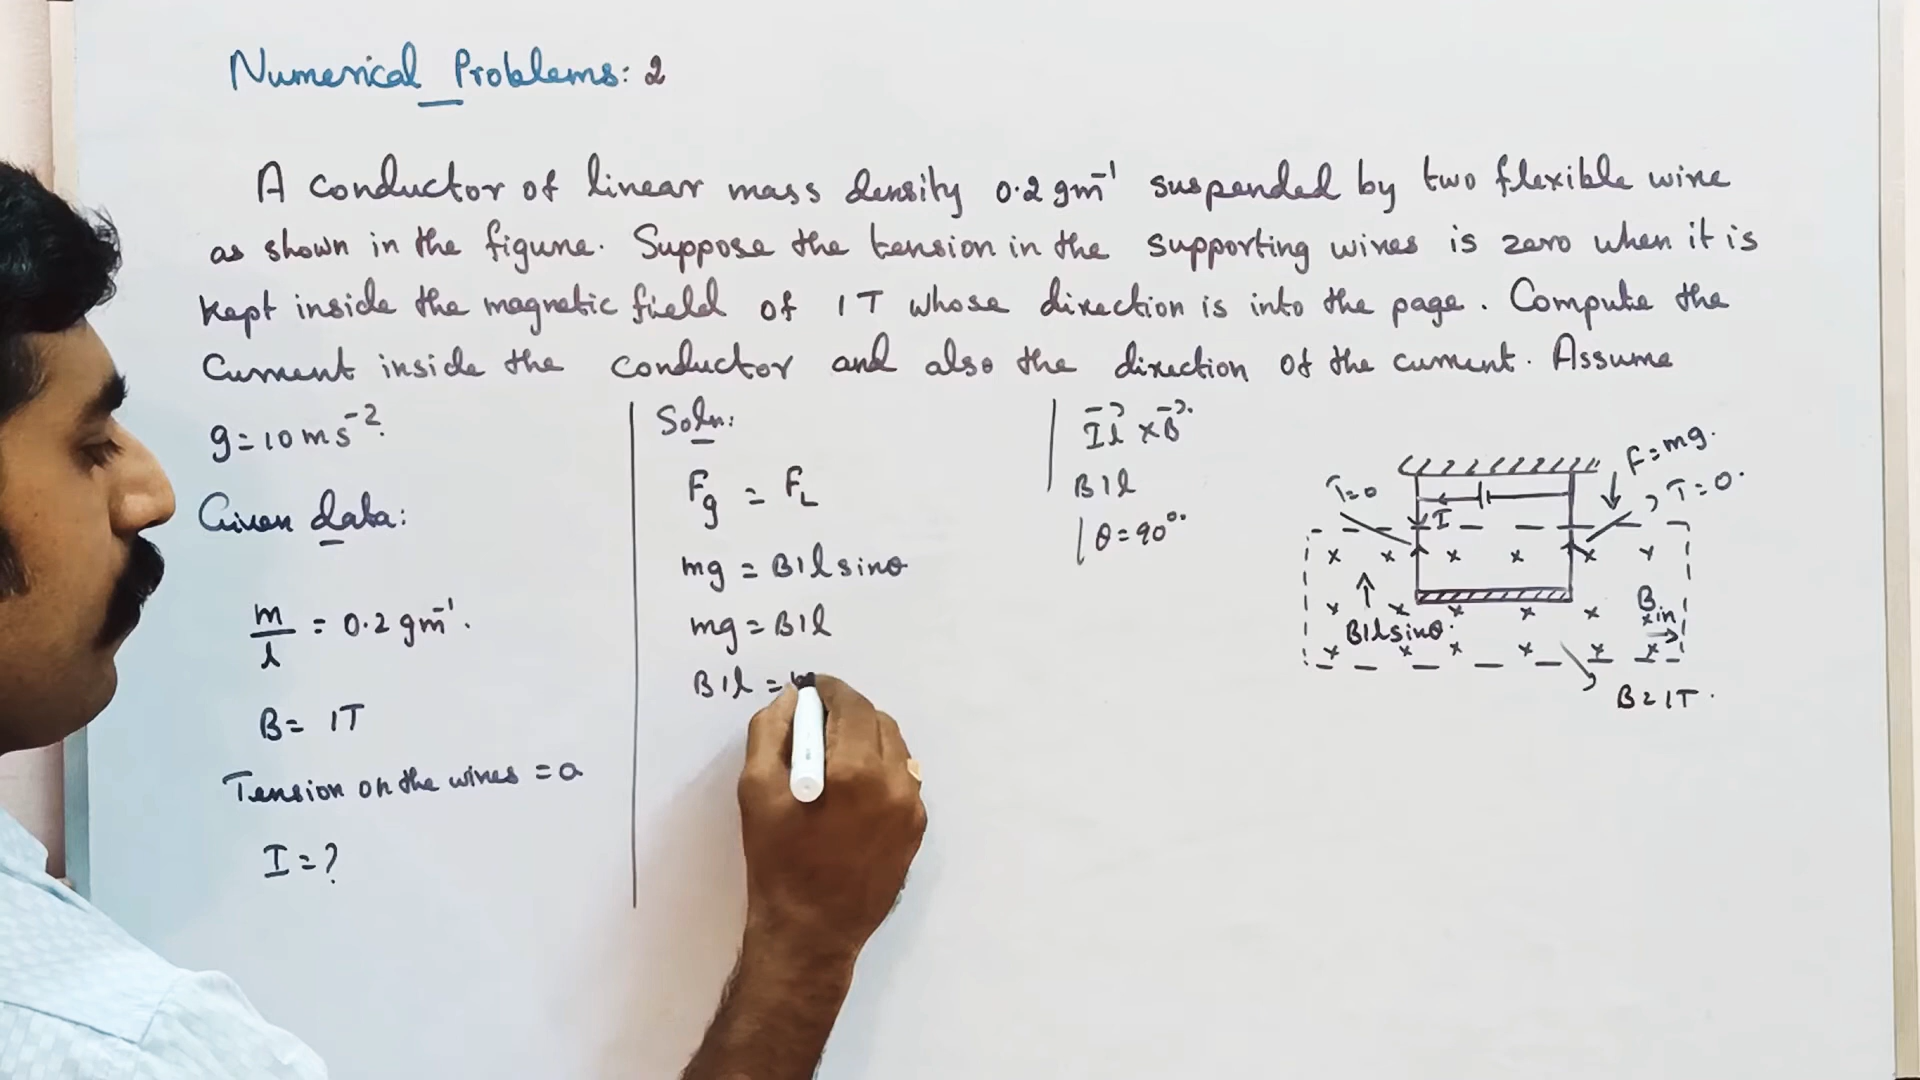 Numerical Problems: 2
A conductor of linear mass density 0.2 gm⁻¹ suspended by two flexible wire
as shown in the figure. Suppose the tension in the supporting wires is zero when it is
kept inside the magnetic field of 1T whose direction is into the page. Compute the
Current inside the conductor and also the direction of the current. Assume
g = 10 ms⁻².
Given data:
m/l = 0.2 gm⁻¹.
B = 1T
Tension on the wires = 0
I = ?
Soln:
Fg = FL
mg = BIl sinθ
mg = BIl
BIl =
Il⃗ × B⃗.
BIl
θ = 90°.
F = mg.
T = 0
T = 0.
I
BIl sinθ.
Bin
B = 1T.